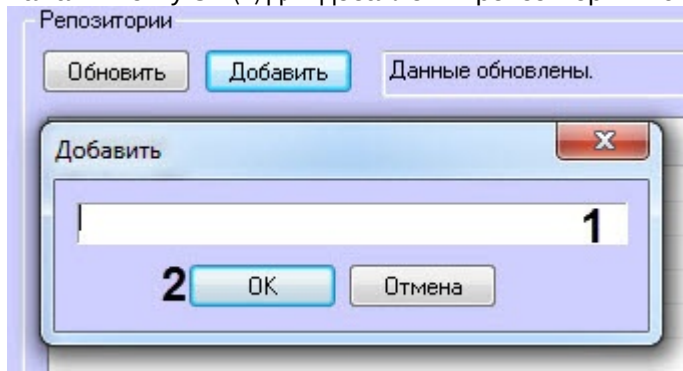 Репозитории
Обновить Добавить Данные обновлены.
Добавить X
1
2 OK Отмена